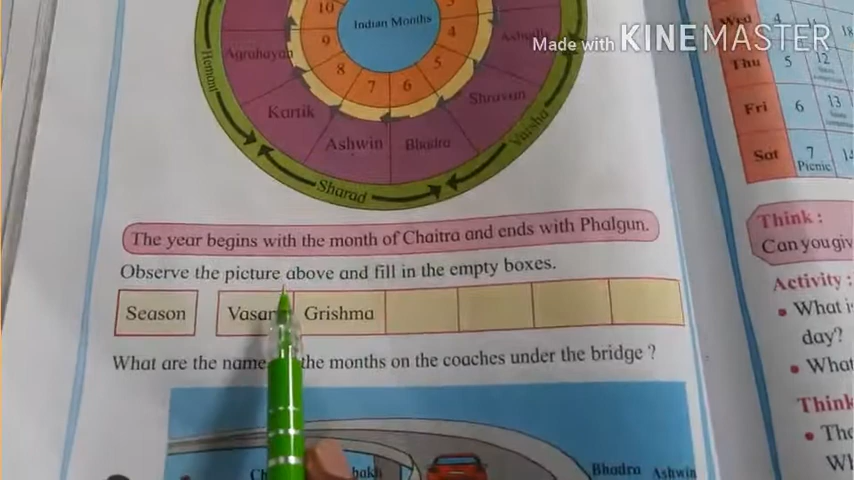 Made with KINEMASTER
10
9
8
7
6
5
4
Indian Months
Agrahayan
Kartik
Ashwin
Bhadra
Shravan
Hemant
Sharad
Varsha
The year begins with the month of Chaitra and ends with Phalgun.
Observe the picture above and fill in the empty boxes.
Season Grishma
What are the the months on the coaches under the bridge ?
Bhadra Ashwin
Wed 4 18
Thu 5 12
Fri 6 13
Sat 7 14
Picnic
Think :
Can you giv
Activity :
• What i
day?
• What
Think
• The